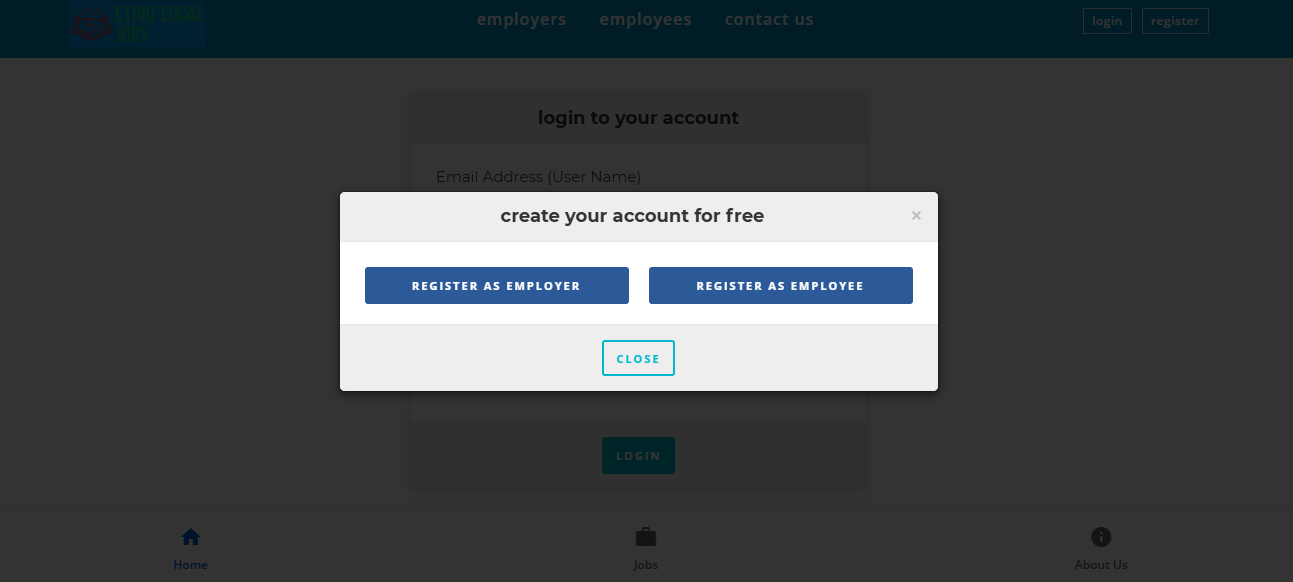 ETHIO LOCAL
JOBS
employers employees contact us
login register
login to your account
Email Address (User Name)
create your account for free ×
REGISTER AS EMPLOYER REGISTER AS EMPLOYEE
CLOSE
LOGIN
Home Jobs About Us